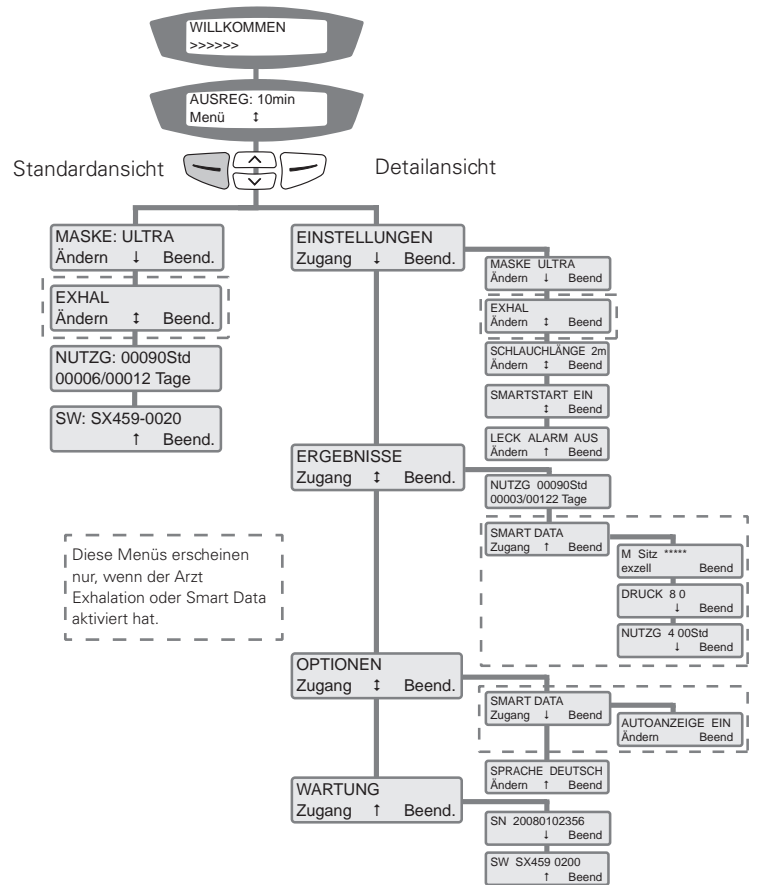 WILLKOMMEN
>>>>>>
AUSREG: 10min
Menü ↕
Standardansicht
Detailansicht
MASKE: ULTRA
Ändern ↓ Beend.
EXHAL
Ändern ↕ Beend.
NUTZG: 00090Std
00006/00012 Tage
SW: SX459-0020
↑ Beend.
Diese Menüs erscheinen
nur, wenn der Arzt
Exhalation oder Smart Data
aktiviert hat.
EINSTELLUNGEN
Zugang ↓ Beend.
MASKE ULTRA
Ändern ↓ Beend
EXHAL
Ändern ↕ Beend
SCHLAUCHLÄNGE 2m
Ändern ↕ Beend
SMARTSTART EIN
↕ Beend
LECK ALARM AUS
Ändern ↑ Beend
ERGEBNISSE
Zugang ↕ Beend.
NUTZG 00090Std
00003/00122 Tage
SMART DATA
Zugang ↑ Beend
M Sitz *****
exzell Beend
DRUCK 8 0
↓ Beend
NUTZG 4 00Std
↓ Beend
OPTIONEN
Zugang ↕ Beend.
SMART DATA
Zugang ↓ Beend
AUTOANZEIGE EIN
Ändern Beend
SPRACHE DEUTSCH
Ändern ↑ Beend
WARTUNG
Zugang ↑ Beend.
SN 20080102356
↓ Beend
SW SX459 0200
↑ Beend